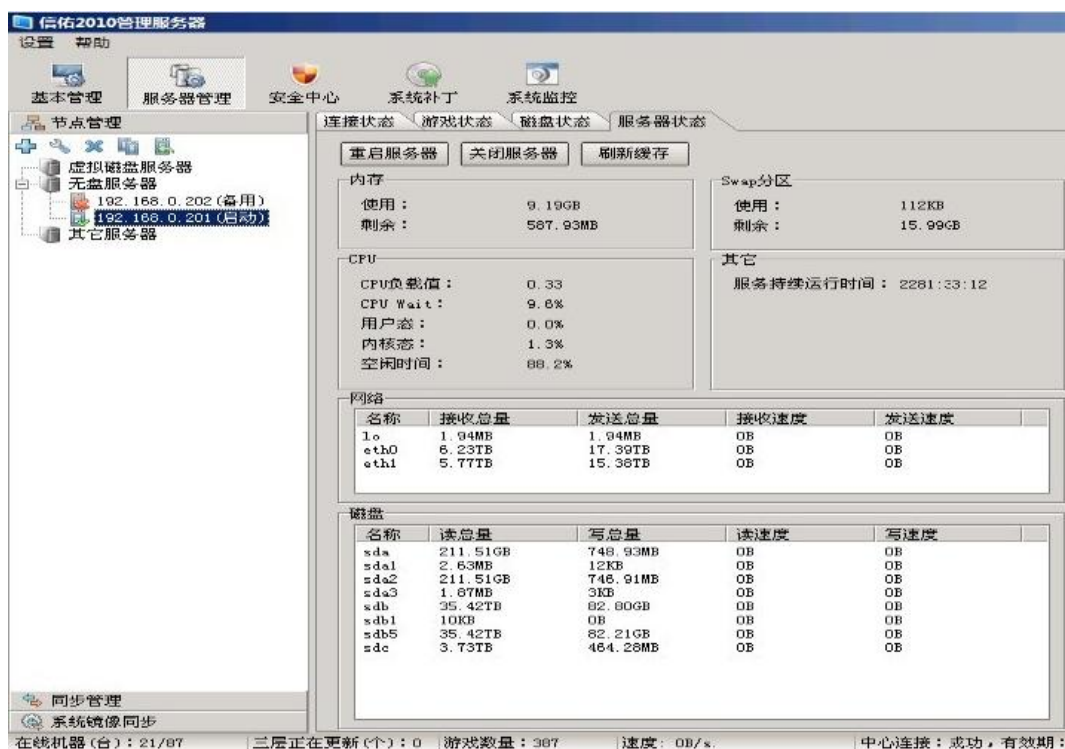 信佑2010管理服务器
设置 帮助
基本管理 服务器管理 安全中心 系统补丁 系统监控
节点管理
虚拟磁盘服务器
无盘服务器
192.168.0.202(备用)
192.168.0.201(启动)
其它服务器
连接状态 游戏状态 磁盘状态 服务器状态
重启服务器 关闭服务器 刷新缓存
内存
使用： 9.19GB
剩余： 587.93MB
Swap分区
使用： 112KB
剩余： 15.99GB
CPU
CPU负载值： 0.33
CPU Wait： 9.6%
用户态： 0.0%
内核态： 1.3%
空闲时间： 88.2%
其它
服务持续运行时间： 2281:33:12
网络
名称 接收总量 发送总量 接收速度 发送速度
lo 1.94MB 1.94MB 0B 0B
eth0 6.23TB 17.39TB 0B 0B
eth1 5.77TB 15.38TB 0B 0B
磁盘
名称 读总量 写总量 读速度 写速度
sda 211.51GB 748.93MB 0B 0B
sda1 2.63MB 12KB 0B 0B
sda2 211.51GB 746.91MB 0B 0B
sda3 1.87MB 3KB 0B 0B
sdb 35.42TB 82.80GB 0B 0B
sdb1 10KB 0B 0B 0B
sdb5 35.42TB 82.21GB 0B 0B
sdc 3.73TB 464.28MB 0B 0B
同步管理
系统镜像同步
在线机器(台)：21/87 三层正在更新(个)：0 游戏数量：387 速度： 0B/s. 中心连接：成功，有效期：